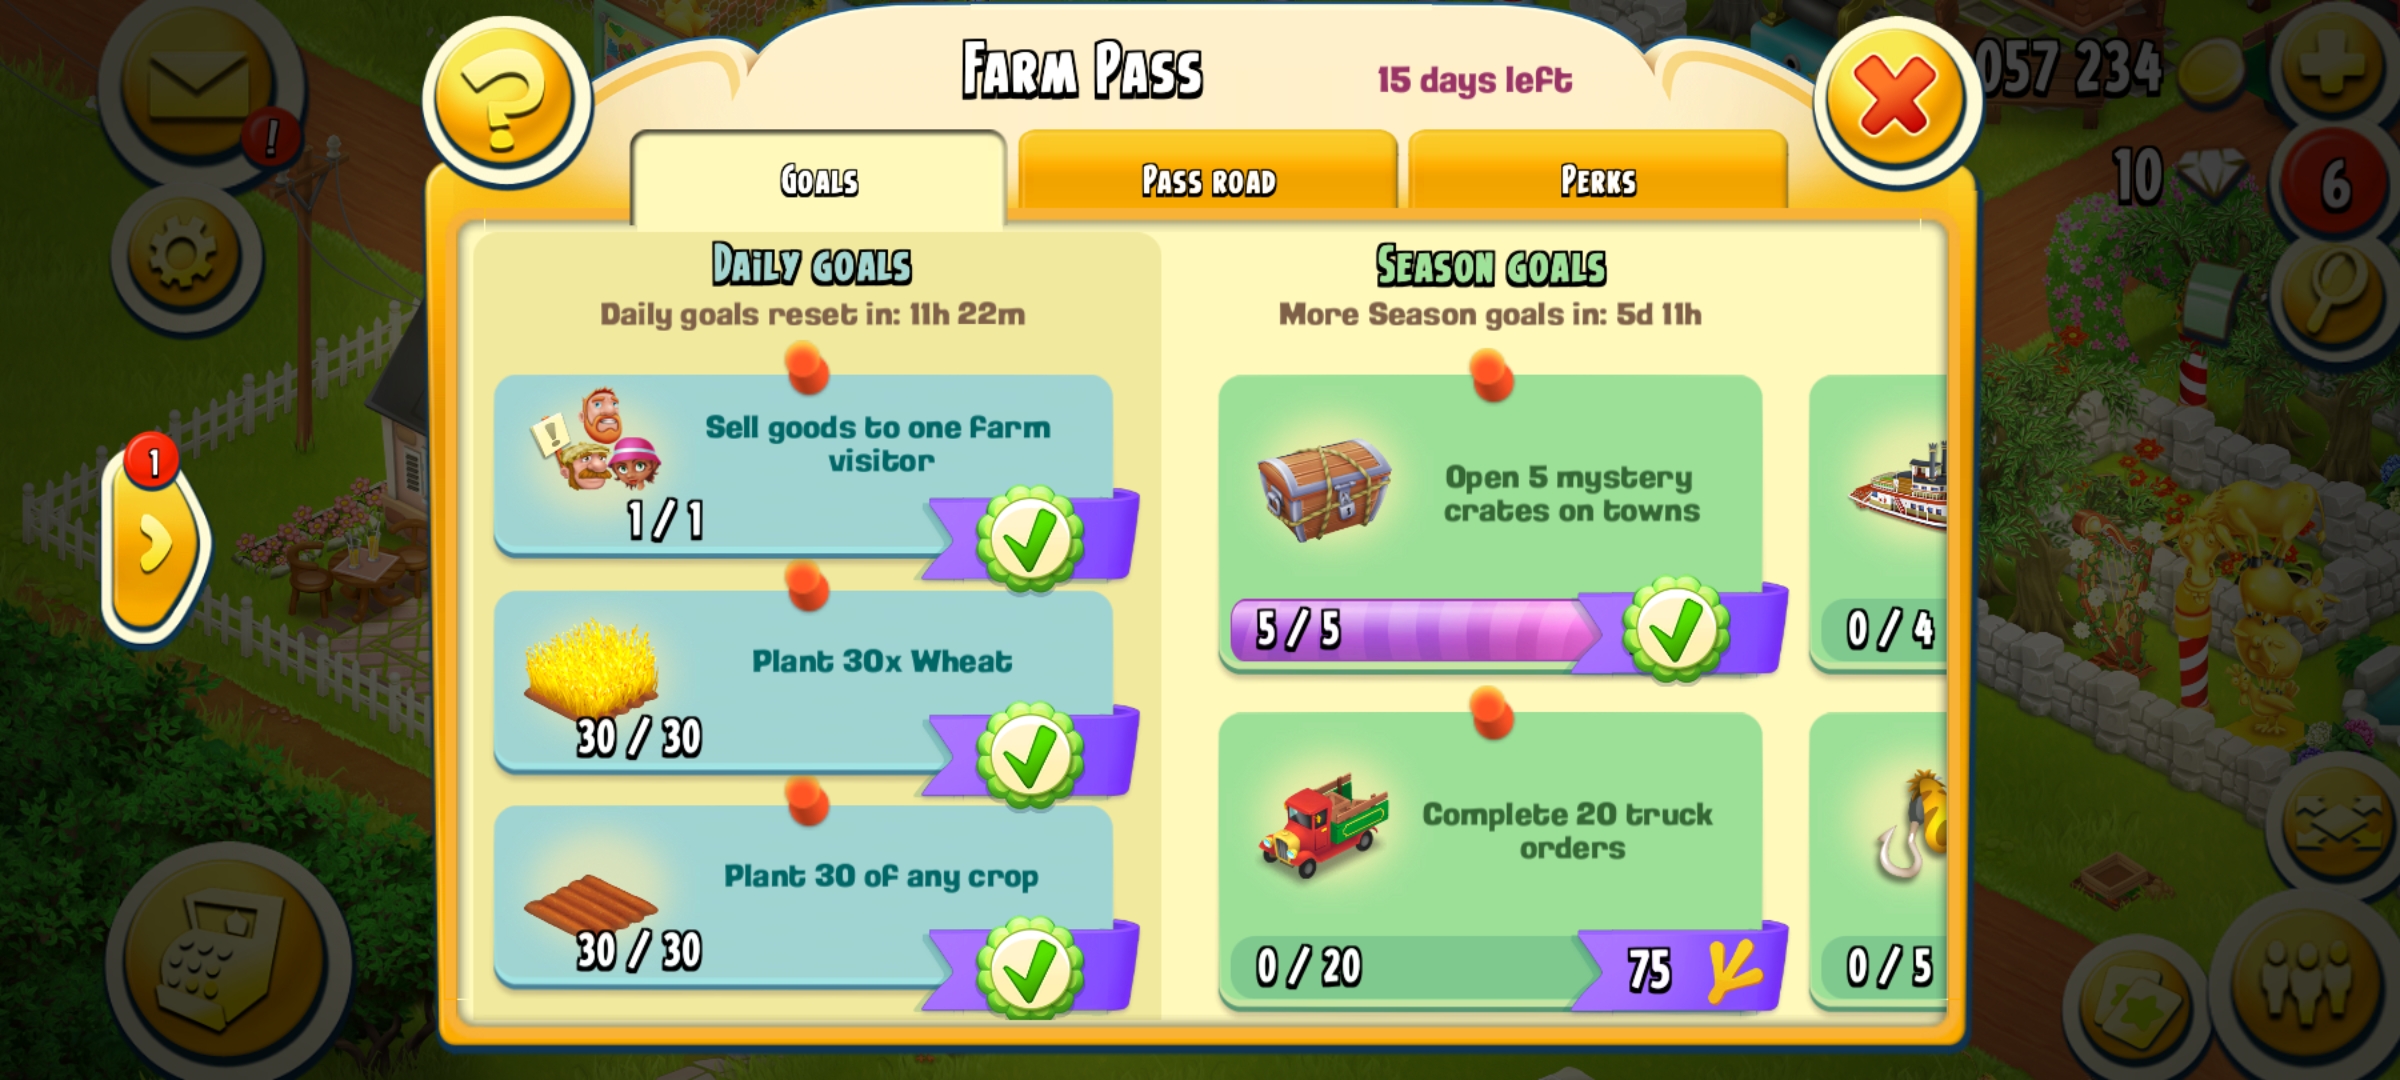 FARM PASS
15 days left
GOALS
PASS ROAD
PERKS
057 234
10
6
!
1
DAILY GOALS
Daily goals reset in: 11h 22m
Sell goods to one farm
visitor
1 / 1
Plant 30x Wheat
30 / 30
Plant 30 of any crop
30 / 30
SEASON GOALS
More Season goals in: 5d 11h
Open 5 mystery
crates on towns
5 / 5
Complete 20 truck
orders
0 / 20
75
0 / 4
0 / 5